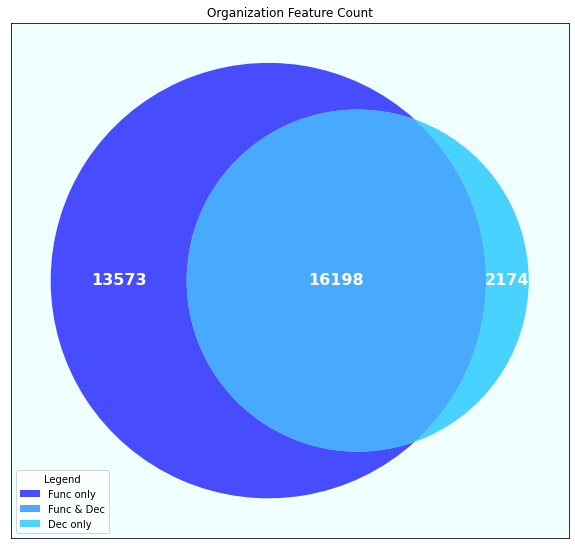 Organization Feature Count
13573
16198
2174
Legend
Func only
Func & Dec
Dec only